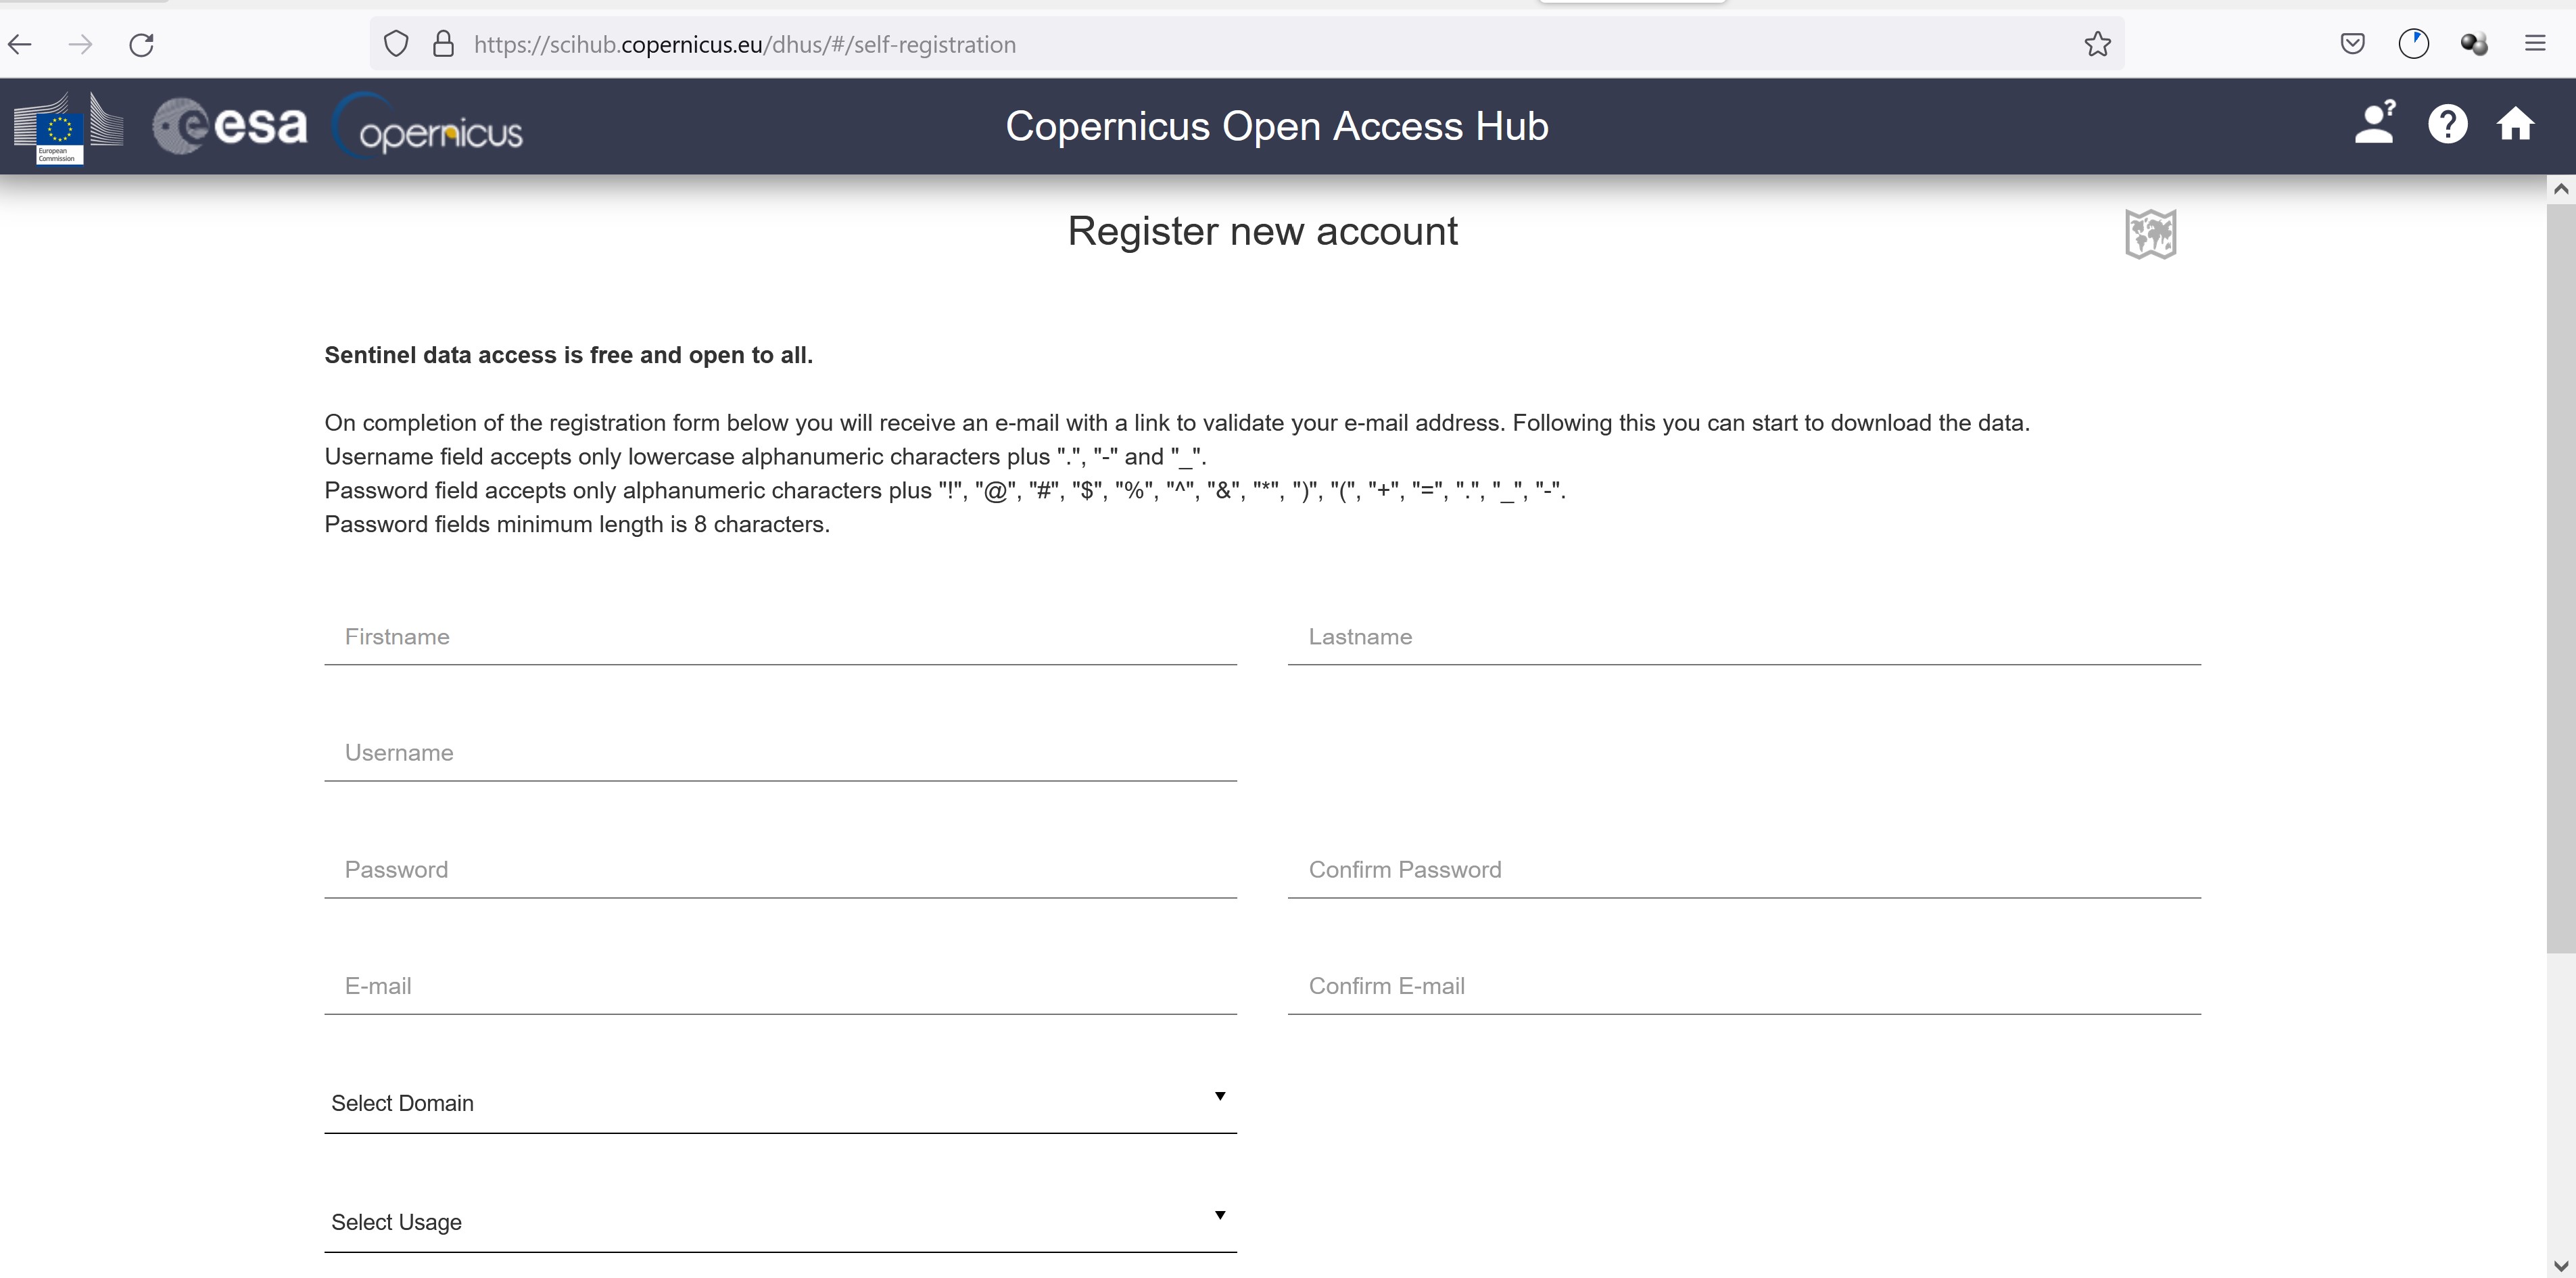 https://scihub.copernicus.eu/dhus/#/self-registration
European
Commission
esa
opernicus
Copernicus Open Access Hub
Register new account
Sentinel data access is free and open to all.
On completion of the registration form below you will receive an e-mail with a link to validate your e-mail address. Following this you can start to download the data.
Username field accepts only lowercase alphanumeric characters plus ".", "-" and "_".
Password field accepts only alphanumeric characters plus "!", "@", "#", "$", "%", "^", "&", "*", ")", "(", "+", "=", ".", "_", "-".
Password fields minimum length is 8 characters.
Firstname Lastname
Username
Password Confirm Password
E-mail Confirm E-mail
Select Domain
Select Usage